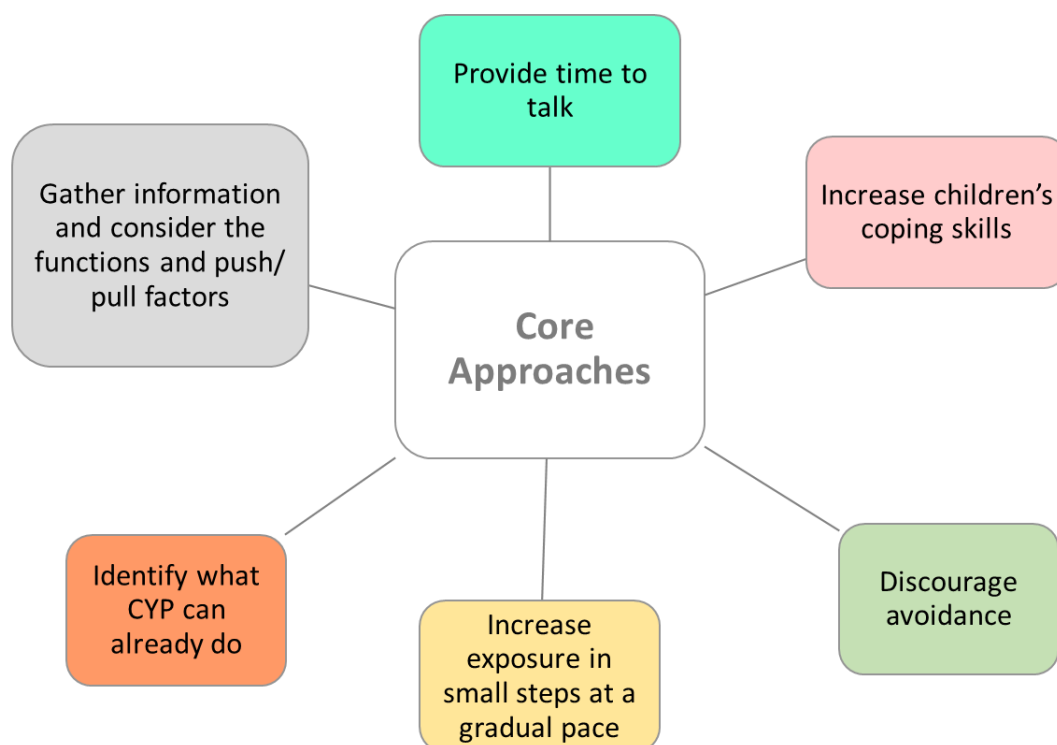 Provide time to
talk
Increase children’s
coping skills
Gather information
and consider the
functions and push/
pull factors
Core
Approaches
Identify what
CYP can
already do
Increase
exposure in
small steps at a
gradual pace
Discourage
avoidance